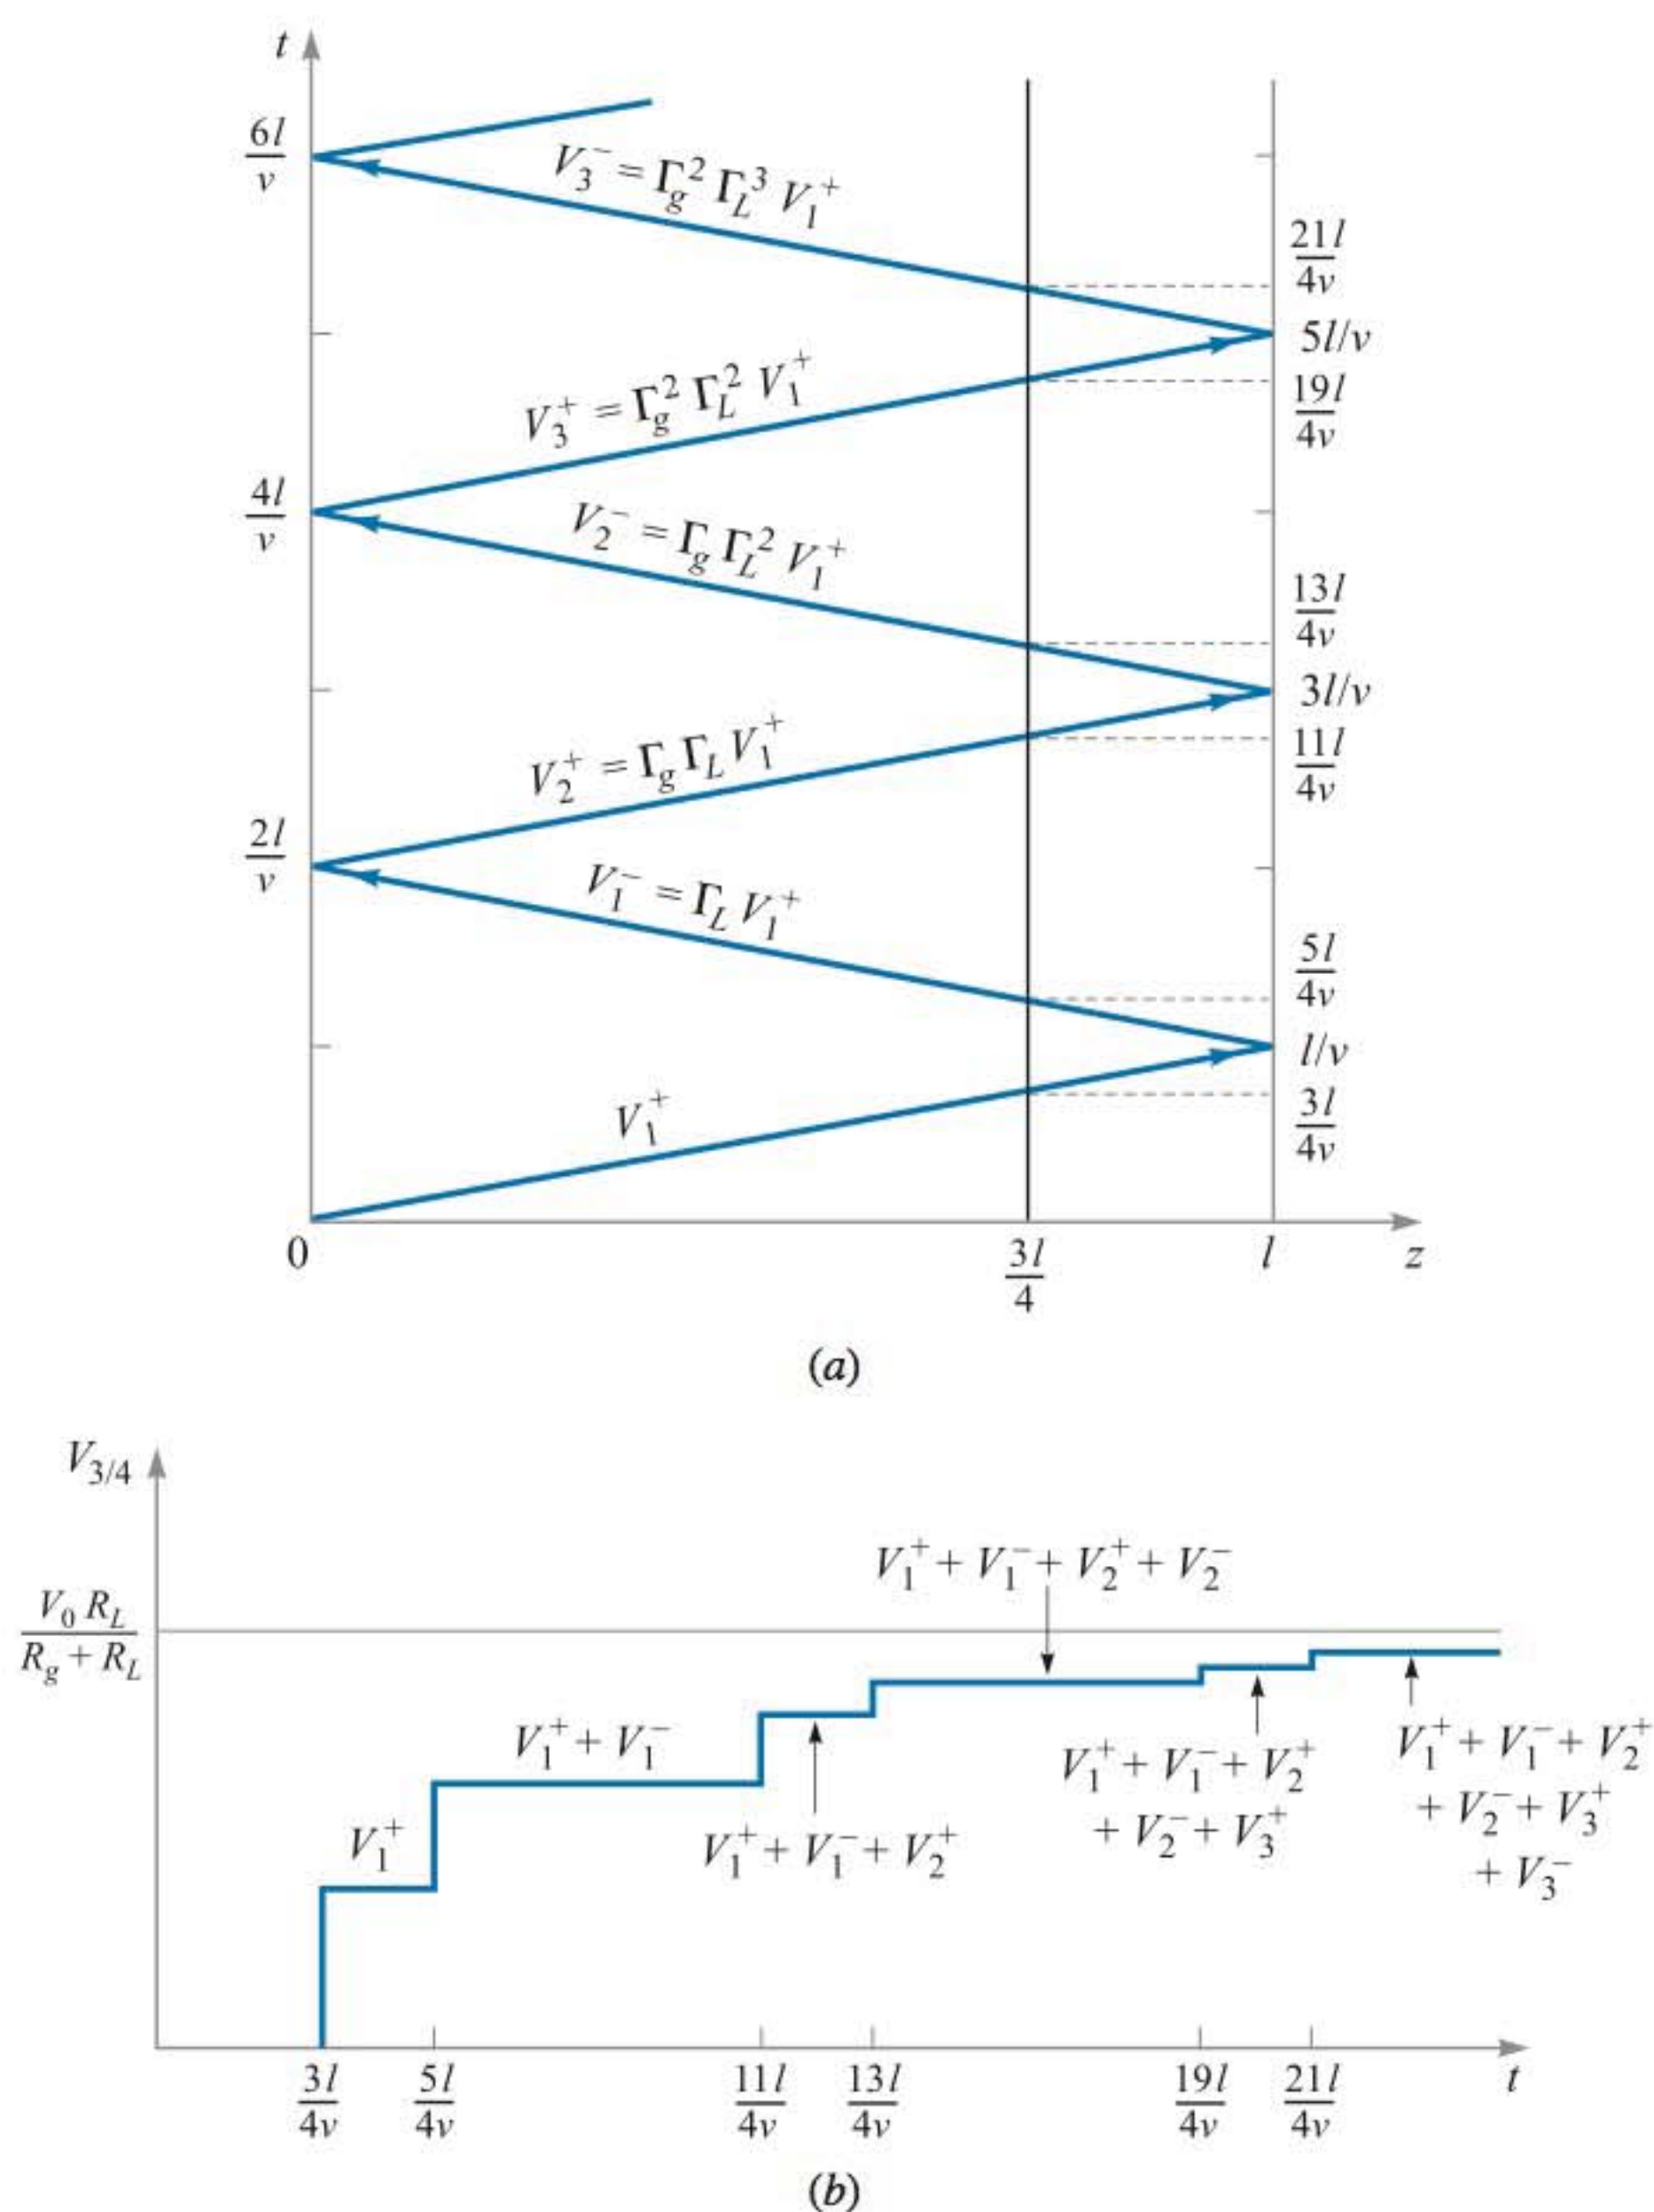 t
6l/v
V₃⁻ = Γg² ΓL³ V₁⁺
21l/4v
5l/v
V₃⁺ = Γg² ΓL² V₁⁺
19l/4v
4l/v
V₂⁻ = Γg ΓL² V₁⁺
13l/4v
3l/v
V₂⁺ = Γg ΓL V₁⁺
11l/4v
2l/v
V₁⁻ = ΓL V₁⁺
5l/4v
l/v
V₁⁺
3l/4v
0 3l/4 l z
(a)
V₃/₄
V₁⁺ + V₁⁻ + V₂⁺ + V₂⁻
V₀ RL / Rg + RL
V₁⁺ + V₁⁻
V₁⁺
V₁⁺ + V₁⁻ + V₂⁺
V₁⁺ + V₁⁻ + V₂⁺
+ V₂⁻ + V₃⁺
V₁⁺ + V₁⁻ + V₂⁺
+ V₂⁻ + V₃⁺
+ V₃⁻
3l/4v 5l/4v 11l/4v 13l/4v 19l/4v 21l/4v t
(b)